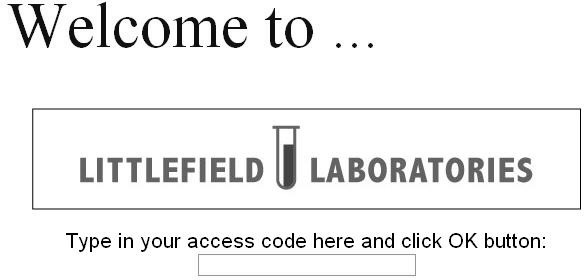 Welcome to ...
LITTLEFIELD LABORATORIES
Type in your access code here and click OK button: